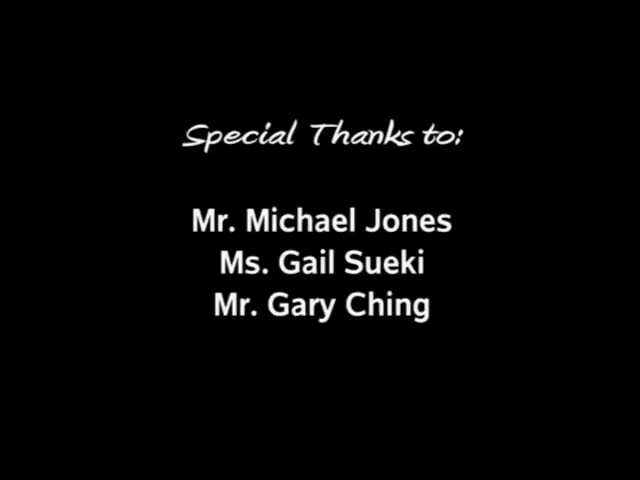 Special Thanks to:
Mr. Michael Jones
Ms. Gail Sueki
Mr. Gary Ching